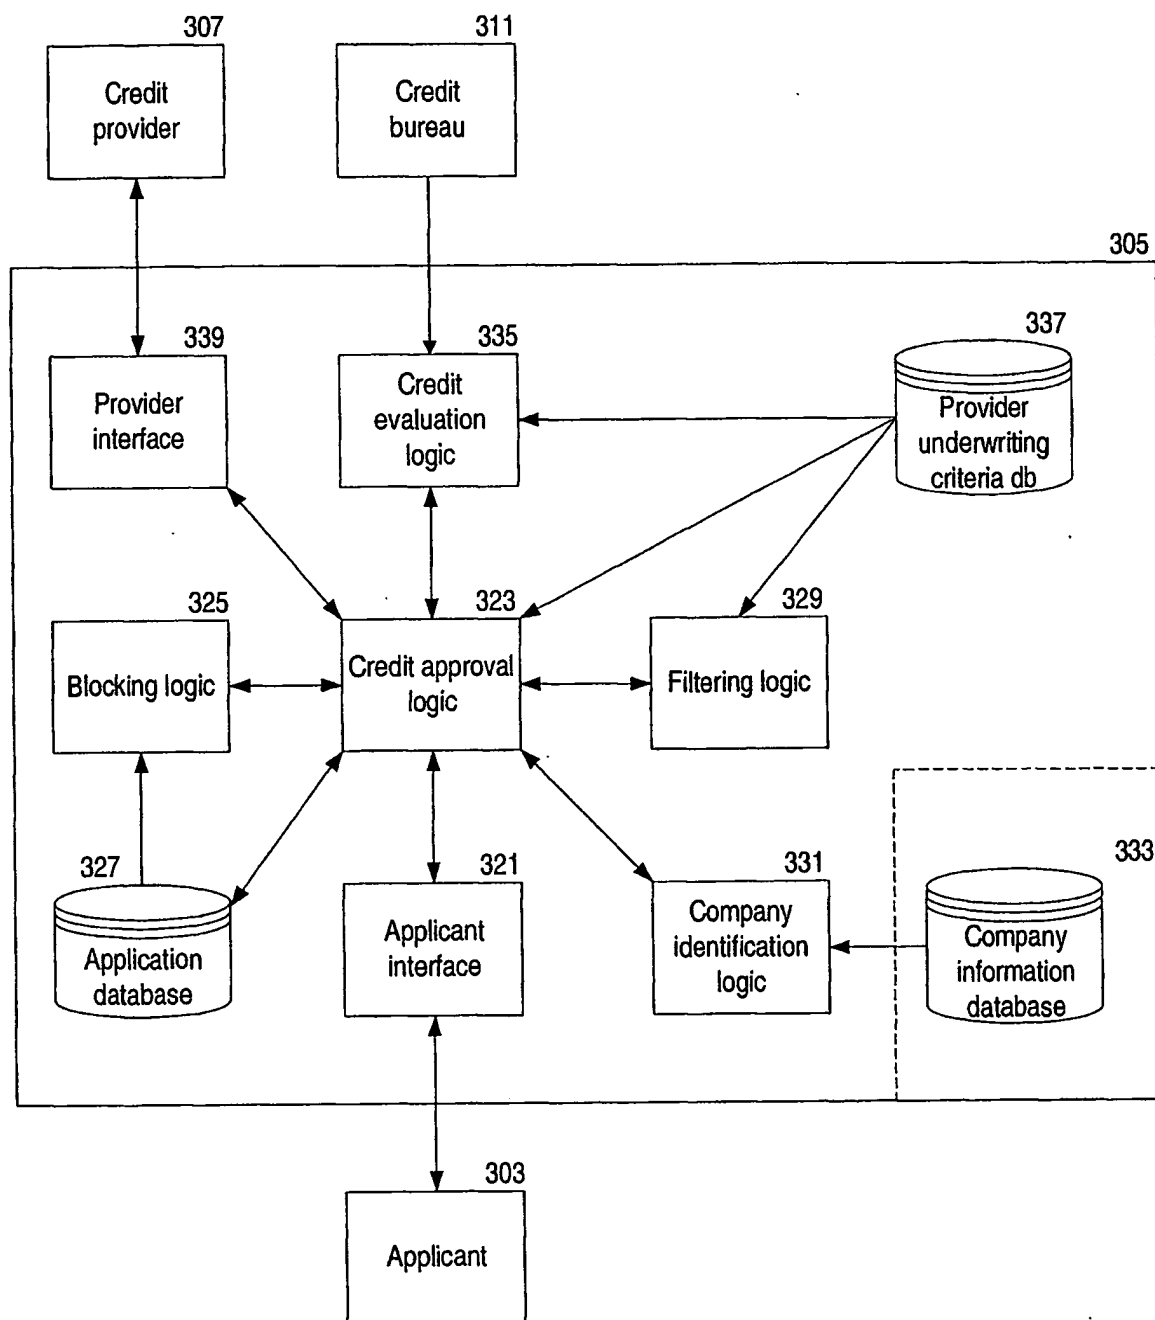 307
311
Credit
provider
Credit
bureau
305
339
335
337
Provider
interface
Credit
evaluation
logic
Provider
underwriting
criteria db
325
323
329
Blocking logic
Credit approval
logic
Filtering logic
327
321
331
333
Application
database
Applicant
interface
Company
identification
logic
Company
information
database
303
Applicant